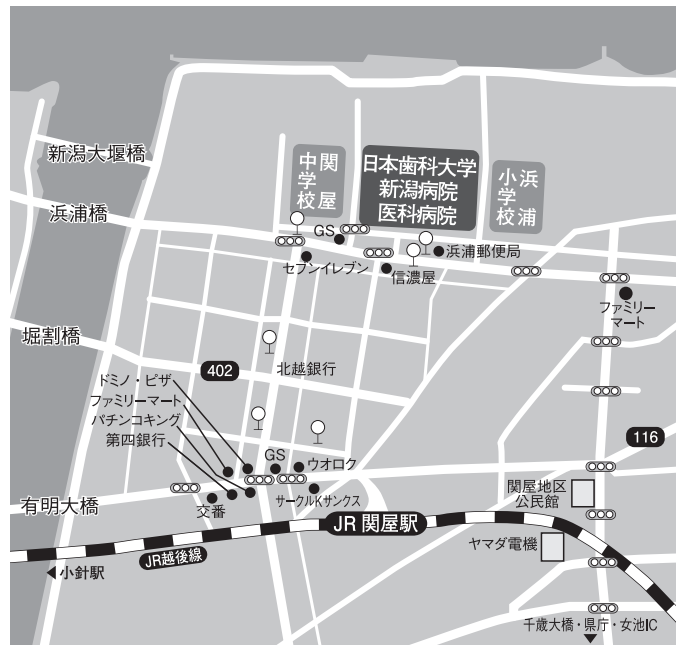 新潟大堰橋
浜浦橋
堀割橋
有明大橋
関屋
中学校
日本歯科大学
新潟病院
医科病院
浜浦
小学校
GS
セブンイレブン
信濃屋
浜浦郵便局
ファミリー
マート
北越銀行
402
116
ドミノ・ピザ
ファミリーマート
パチンコキング
第四銀行
GS
ウオロク
サークルKサンクス
交番
関屋地区
公民館
ヤマダ電機
JR 関屋駅
JR越後線
小針駅
千歳大橋・県庁・女池IC